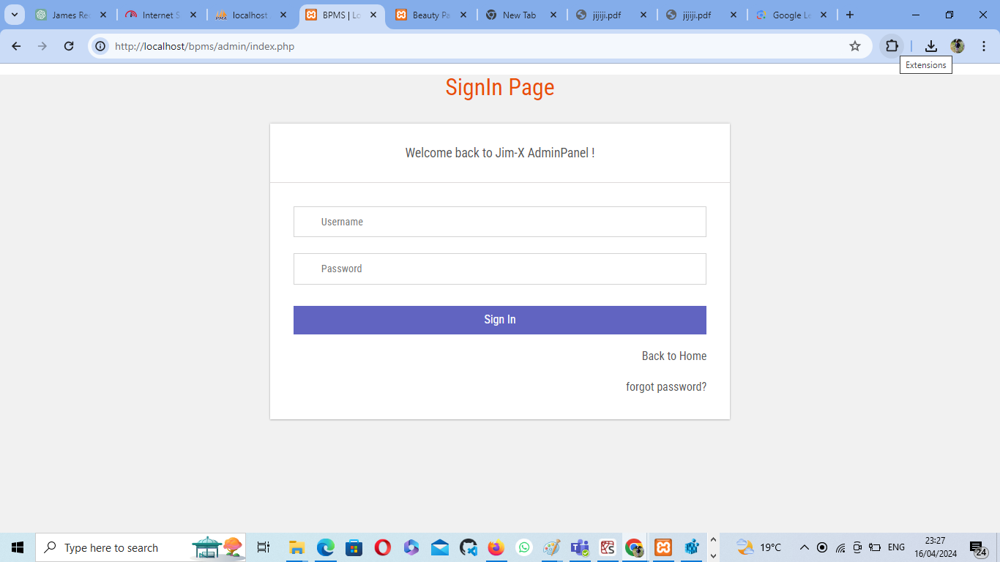 James Rec
Internet S
localhost
BPMS | Lo
Beauty Pa
New Tab
jijiji.pdf
jijiji.pdf
Google Le
http://localhost/bpms/admin/index.php
Extensions
SignIn Page
Welcome back to Jim-X AdminPanel !
Username
Password
Sign In
Back to Home
forgot password?
Type here to search
19°C
ENG
23:27
16/04/2024
24